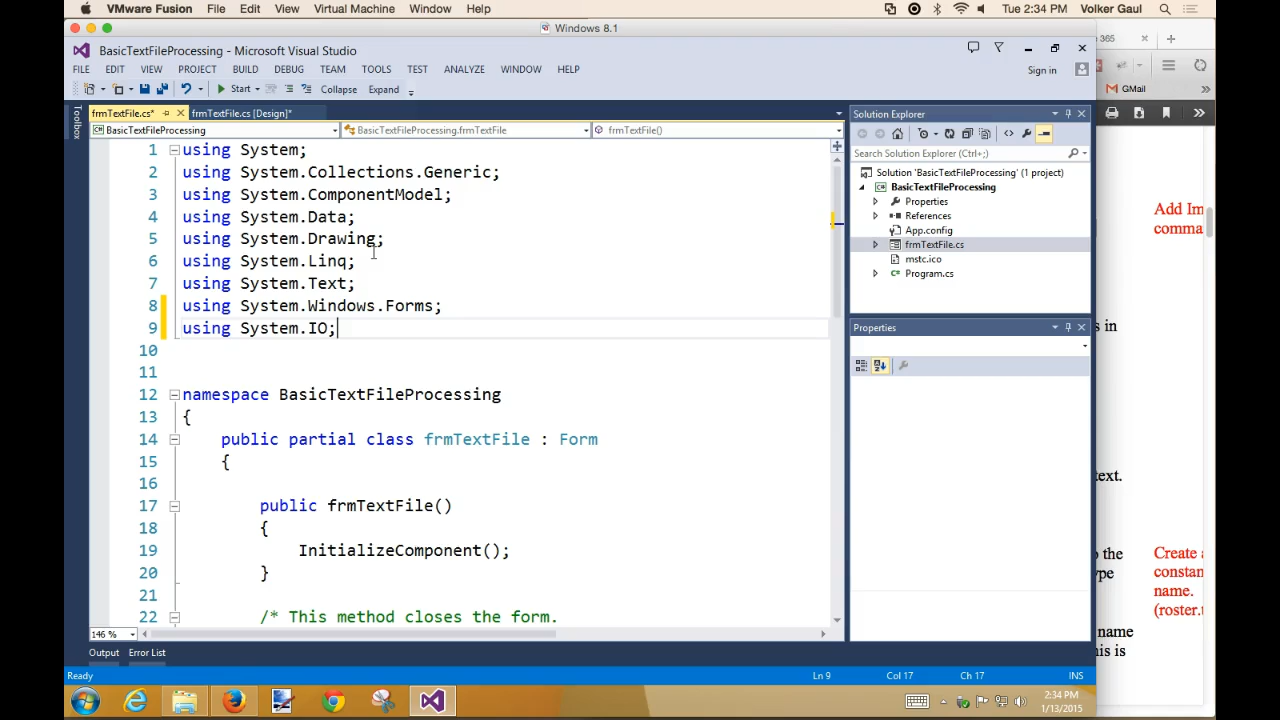 VMware Fusion File Edit View Virtual Machine Window Help Tue 2:34 PM Volker Gaul
Windows 8.1
BasicTextFileProcessing - Microsoft Visual Studio
365
FILE EDIT VIEW PROJECT BUILD DEBUG TEAM TOOLS TEST ANALYZE WINDOW HELP Sign in
Start Collapse Expand
GMail
Toolbox
frmTextFile.cs* frmTextFile.cs [Design]*
Solution Explorer
BasicTextFileProcessing BasicTextFileProcessing.frmTextFile frmTextFile()
Search Solution Explorer (Ctrl+;)
Solution 'BasicTextFileProcessing' (1 project)
BasicTextFileProcessing
Properties
References
App.config
frmTextFile.cs
mstc.ico
Program.cs
Properties
1 using System;
2 using System.Collections.Generic;
3 using System.ComponentModel;
4 using System.Data;
5 using System.Drawing;
6 using System.Linq;
7 using System.Text;
8 using System.Windows.Forms;
9 using System.IO;
10
11
12 namespace BasicTextFileProcessing
13 {
14 public partial class frmTextFile : Form
15 {
16
17 public frmTextFile()
18 {
19 InitializeComponent();
20 }
21
22 /* This method closes the form.
146 %
Output Error List
Ready Ln 9 Col 17 Ch 17 INS
2:34 PM
1/13/2015
Add Im
comma
s in
text.
o the
ype
name
is is
Create a
constan
name.
(roster.t